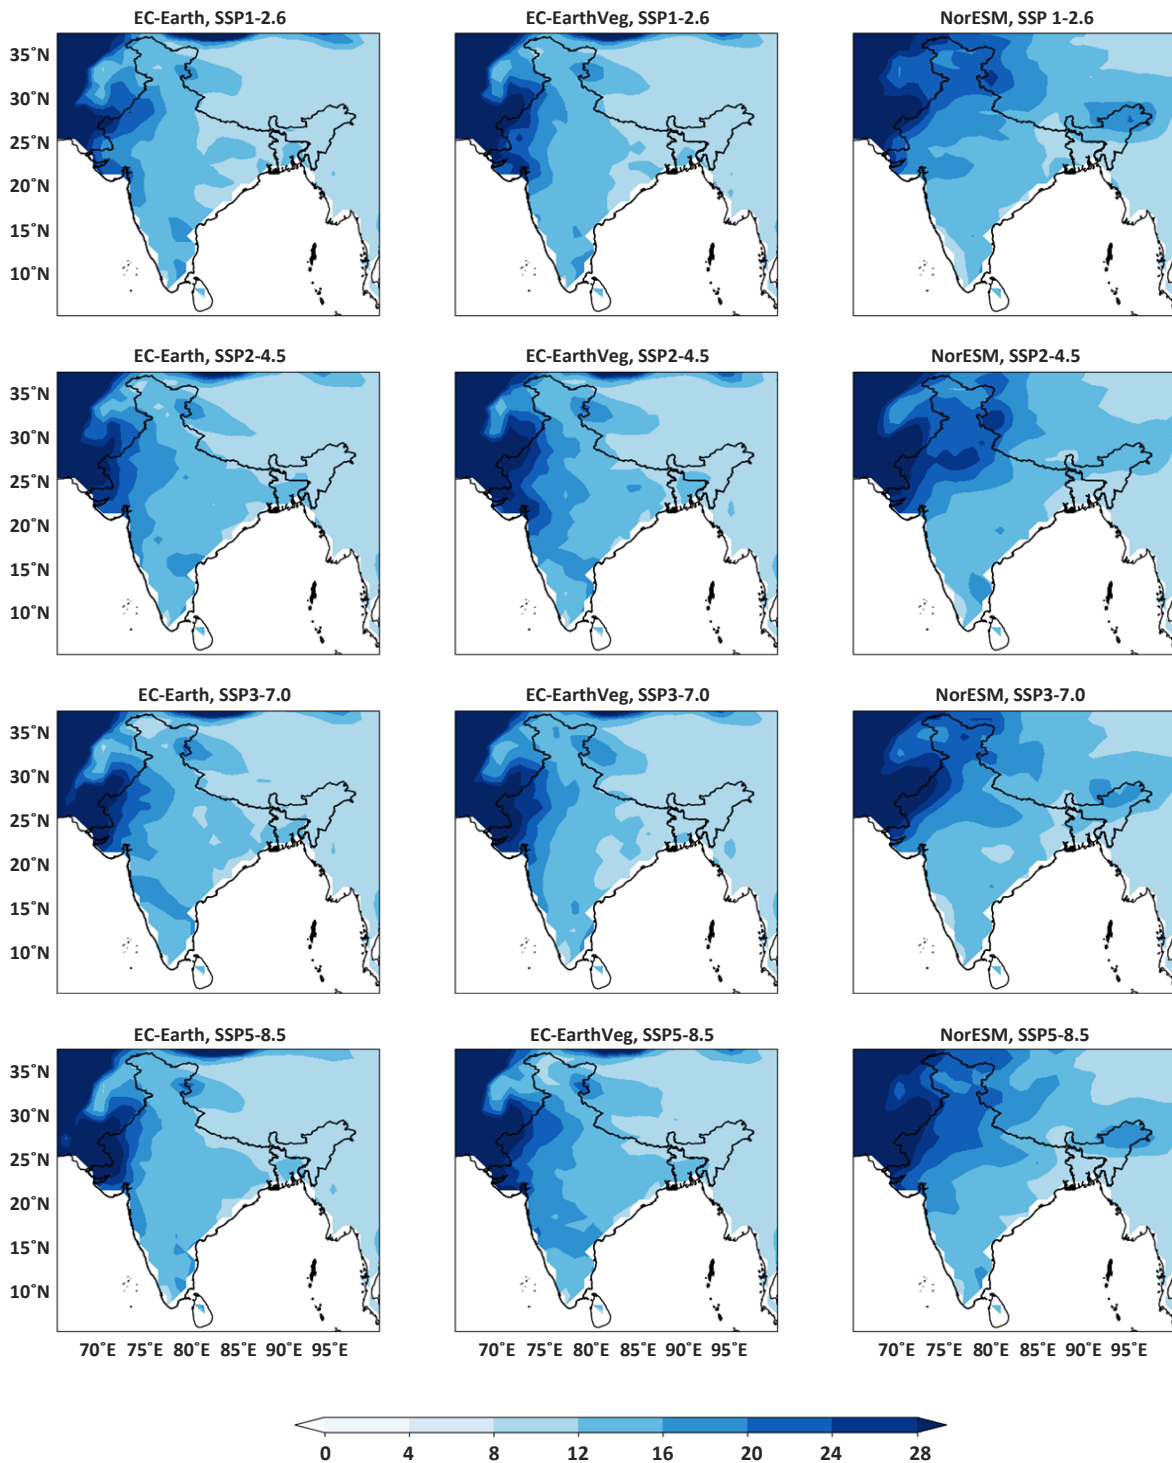 EC-Earth, SSP1-2.6
EC-EarthVeg, SSP1-2.6
NorESM, SSP 1-2.6
35°N
30°N
25°N
20°N
15°N
10°N
EC-Earth, SSP2-4.5
EC-EarthVeg, SSP2-4.5
NorESM, SSP2-4.5
35°N
30°N
25°N
20°N
15°N
10°N
EC-Earth, SSP3-7.0
EC-EarthVeg, SSP3-7.0
NorESM, SSP3-7.0
35°N
30°N
25°N
20°N
15°N
10°N
EC-Earth, SSP5-8.5
EC-EarthVeg, SSP5-8.5
NorESM, SSP5-8.5
35°N
30°N
25°N
20°N
15°N
10°N
70°E 75°E 80°E 85°E 90°E 95°E
70°E 75°E 80°E 85°E 90°E 95°E
70°E 75°E 80°E 85°E 90°E 95°E
0 4 8 12 16 20 24 28